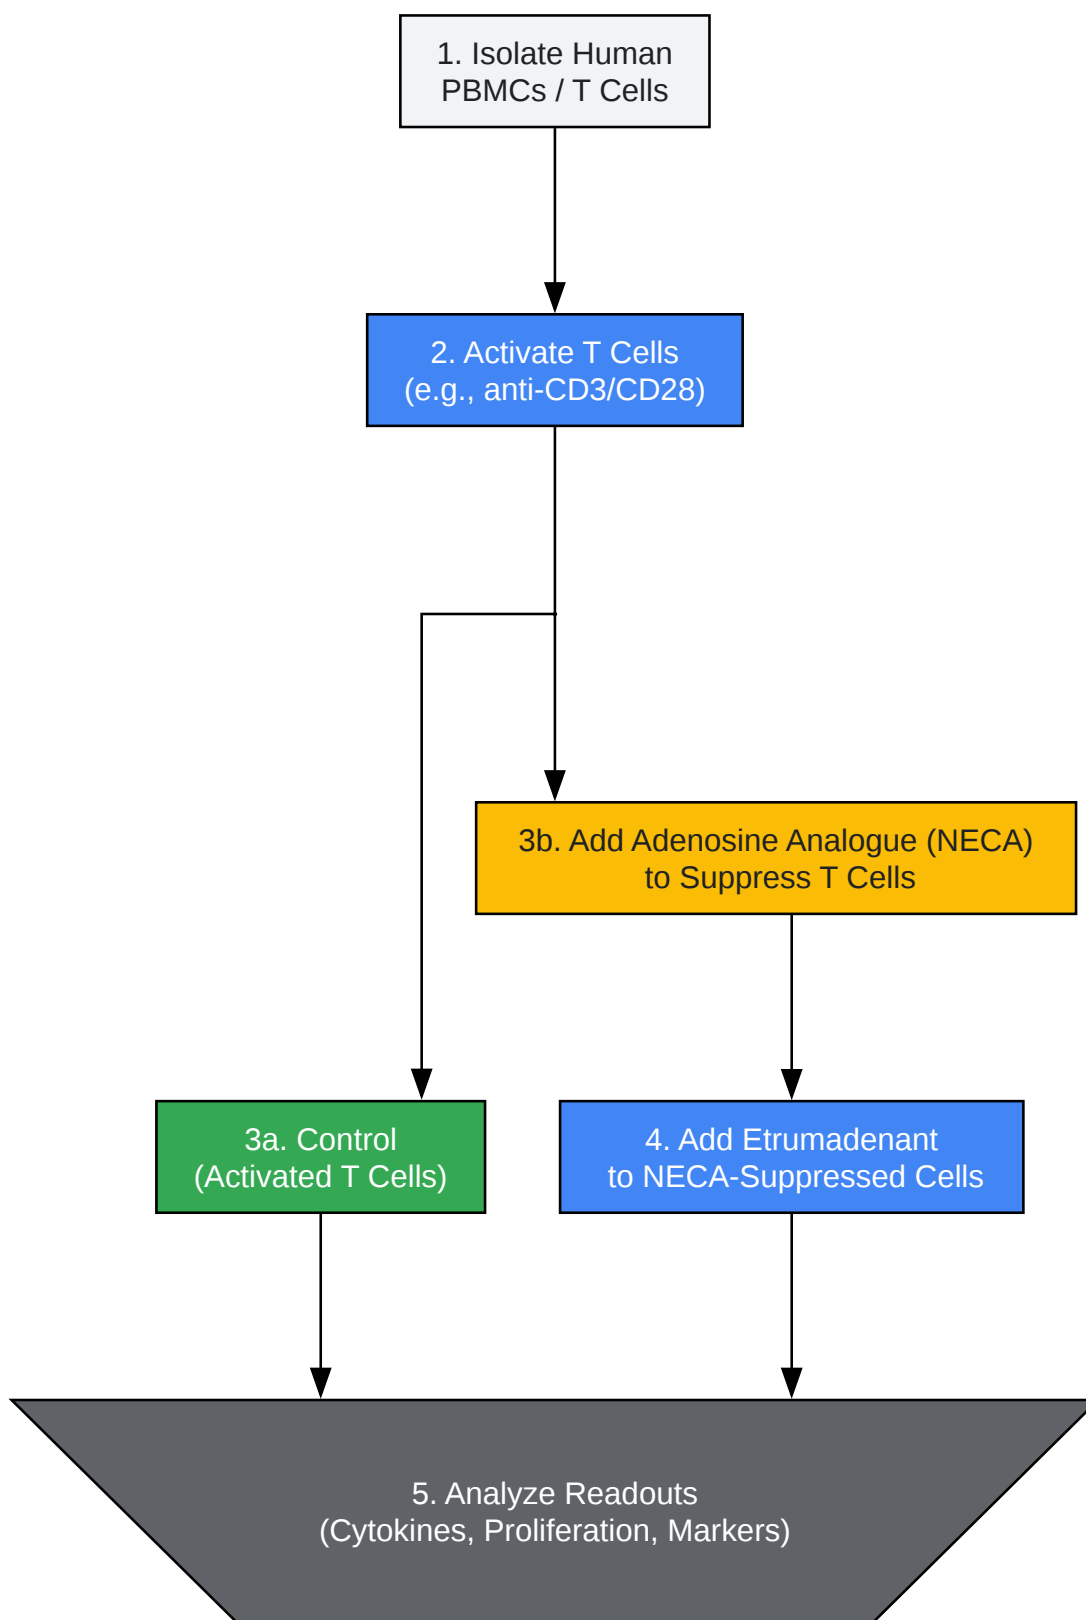 1. Isolate Human
PBMCs / T Cells
2. Activate T Cells
(e.g., anti-CD3/CD28)
3b. Add Adenosine Analogue (NECA)
to Suppress T Cells
3a. Control
(Activated T Cells)
4. Add Etrumadenant
to NECA-Suppressed Cells
5. Analyze Readouts
(Cytokines, Proliferation, Markers)